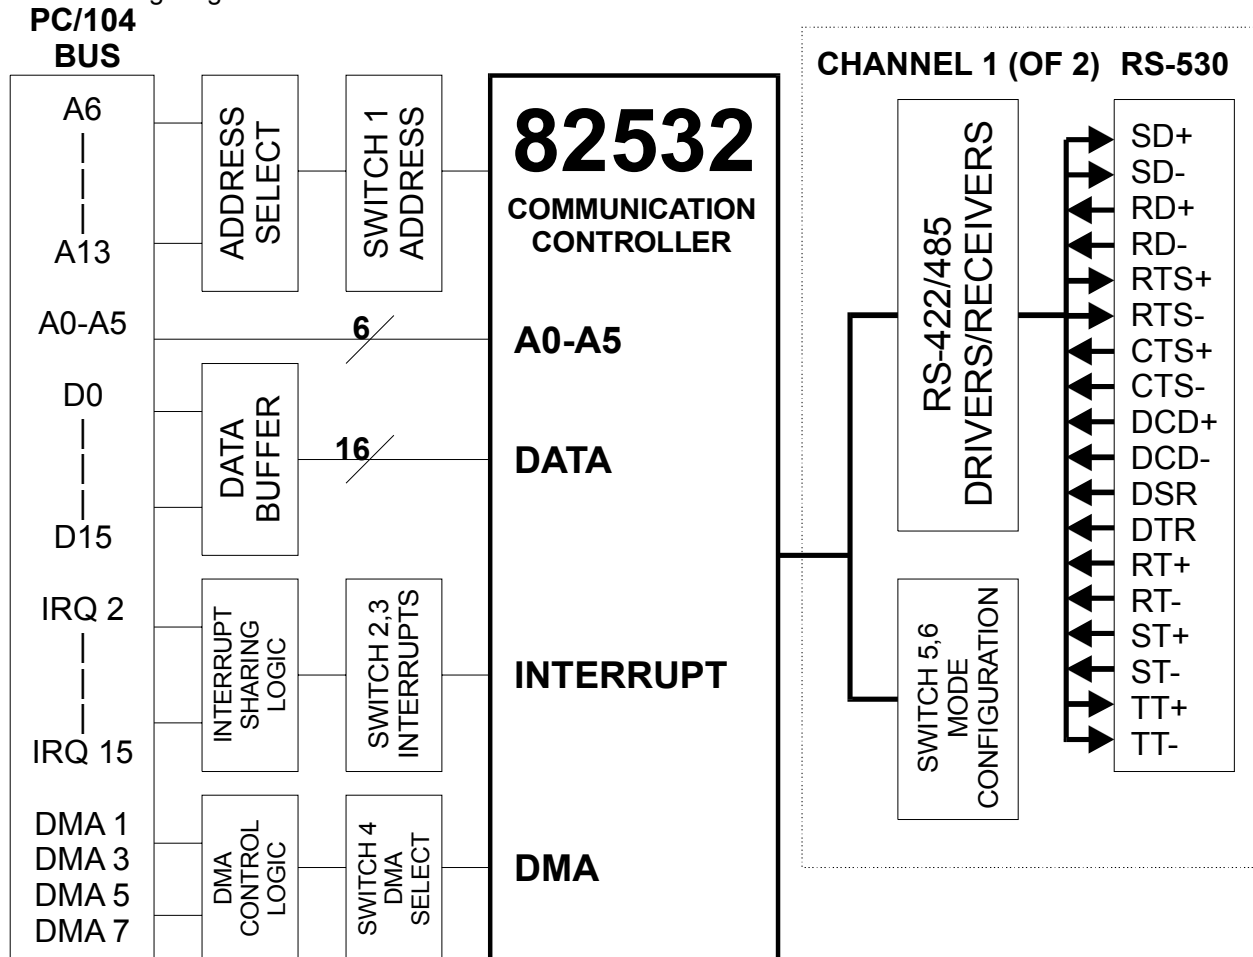 PC/104
BUS
A6
A13
A0-A5
D0
D15
IRQ 2
IRQ 15
DMA 1
DMA 3
DMA 5
DMA 7
ADDRESS
SELECT
SWITCH 1
ADDRESS
6
DATA
BUFFER
16
INTERRUPT
SHARING
LOGIC
SWITCH 2,3
INTERRUPTS
DMA
CONTROL
LOGIC
SWITCH 4
DMA
SELECT
82532
COMMUNICATION
CONTROLLER
A0-A5
DATA
INTERRUPT
DMA
CHANNEL 1 (OF 2) RS-530
RS-422/485
DRIVERS/RECEIVERS
SWITCH 5,6
MODE
CONFIGURATION
SD+
SD-
RD+
RD-
RTS+
RTS-
CTS+
CTS-
DCD+
DCD-
DSR
DTR
RT+
RT-
ST+
ST-
TT+
TT-